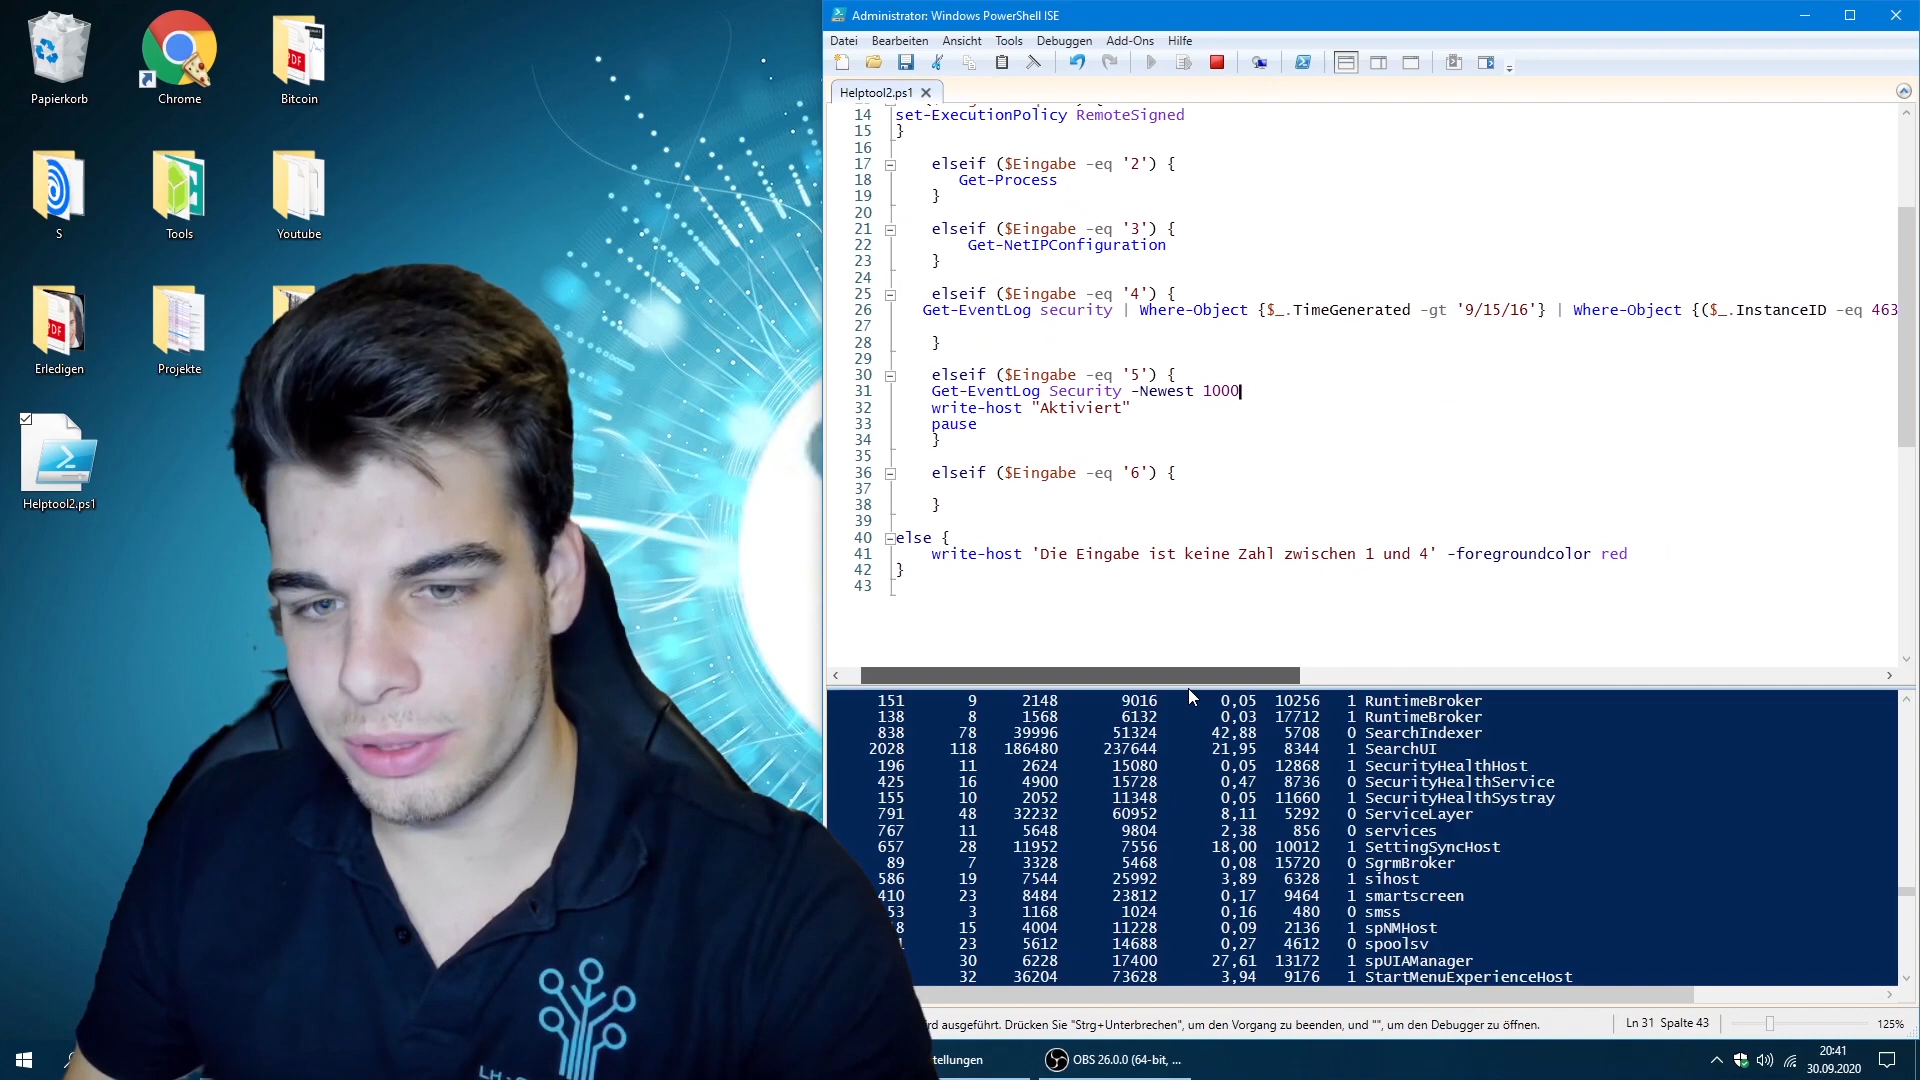 Papierkorb
Chrome
Bitcoin
S
Tools
Youtube
Erledigen
Projekte
Helptool2.ps1
Administrator: Windows PowerShell ISE
Datei Bearbeiten Ansicht Tools Debuggen Add-Ons Hilfe
Helptool2.ps1
14 set-ExecutionPolicy RemoteSigned
15 }
16
17 elseif ($Eingabe -eq '2') {
18 Get-Process
19 }
20
21 elseif ($Eingabe -eq '3') {
22 Get-NetIPConfiguration
23 }
24
25 elseif ($Eingabe -eq '4') {
26 Get-EventLog security | Where-Object {$_.TimeGenerated -gt '9/15/16'} | Where-Object {($_.InstanceID -eq 463
27
28 }
29
30 elseif ($Eingabe -eq '5') {
31 Get-EventLog Security -Newest 1000
32 write-host "Aktiviert"
33 pause
34 }
35
36 elseif ($Eingabe -eq '6') {
37
38 }
39
40 else {
41 write-host 'Die Eingabe ist keine Zahl zwischen 1 und 4' -foregroundcolor red
42 }
43
151 9 2148 9016 0,05 10256 1 RuntimeBroker
138 8 1568 6132 0,03 17712 1 RuntimeBroker
838 78 39996 51324 42,88 5708 0 SearchIndexer
2028 118 186480 237644 21,95 8344 1 SearchUI
196 11 2624 15080 0,05 12868 1 SecurityHealthHost
425 16 4900 15728 0,47 8736 0 SecurityHealthService
155 10 2052 11348 0,05 11660 1 SecurityHealthSystray
791 48 32232 60952 8,11 5292 0 ServiceLayer
767 11 5648 9804 2,38 856 0 services
657 28 11952 7556 18,00 10012 1 SettingSyncHost
89 7 3328 5468 0,08 15720 0 SgrmBroker
586 19 7544 25992 3,89 6328 1 sihost
410 23 8484 23812 0,17 9464 1 smartscreen
53 3 1168 1024 0,16 480 0 smss
8 15 4004 11228 0,09 2136 1 spNMHost
23 5612 14688 0,27 4612 0 spoolsv
30 6228 17400 27,61 13172 1 spUIAManager
32 36204 73628 3,94 9176 1 StartMenuExperienceHost
rd ausgeführt. Drücken Sie "Strg+Unterbrechen", um den Vorgang zu beenden, und "", um den Debugger zu öffnen.
Ln 31 Spalte 43
125%
tellungen
OBS 26.0.0 (64-bit, ...
20:41
30.09.2020